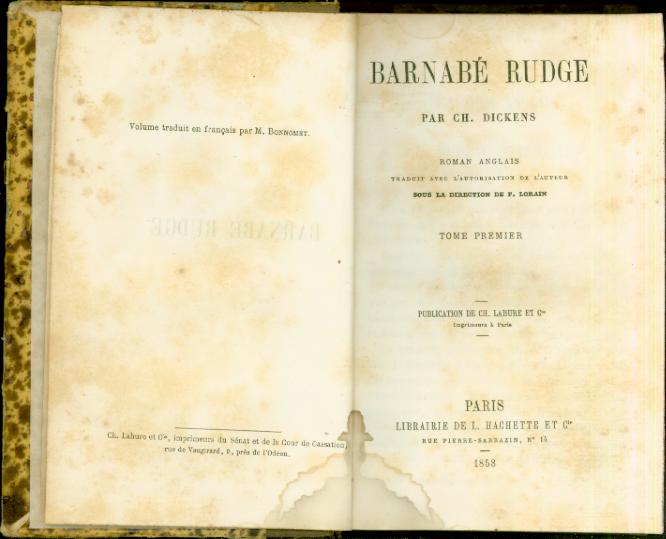 Volume traduit en français par M. BONNOMET.
Ch. Lahure et Cie, imprimeurs du Sénat et de la Cour de Cassation,
rue de Vaugirard, 9, près de l'Odéon.
BARNABÉ RUDGE
PAR CH. DICKENS
ROMAN ANGLAIS
TRADUIT AVEC L'AUTORISATION DE L'AUTEUR
SOUS LA DIRECTION DE P. LORAIN
TOME PREMIER
PUBLICATION DE CH. LAHURE ET Cie
Imprimeurs à Paris
PARIS
LIBRAIRIE DE L. HACHETTE ET Cie
RUE PIERRE-SARRAZIN, N° 14
1858